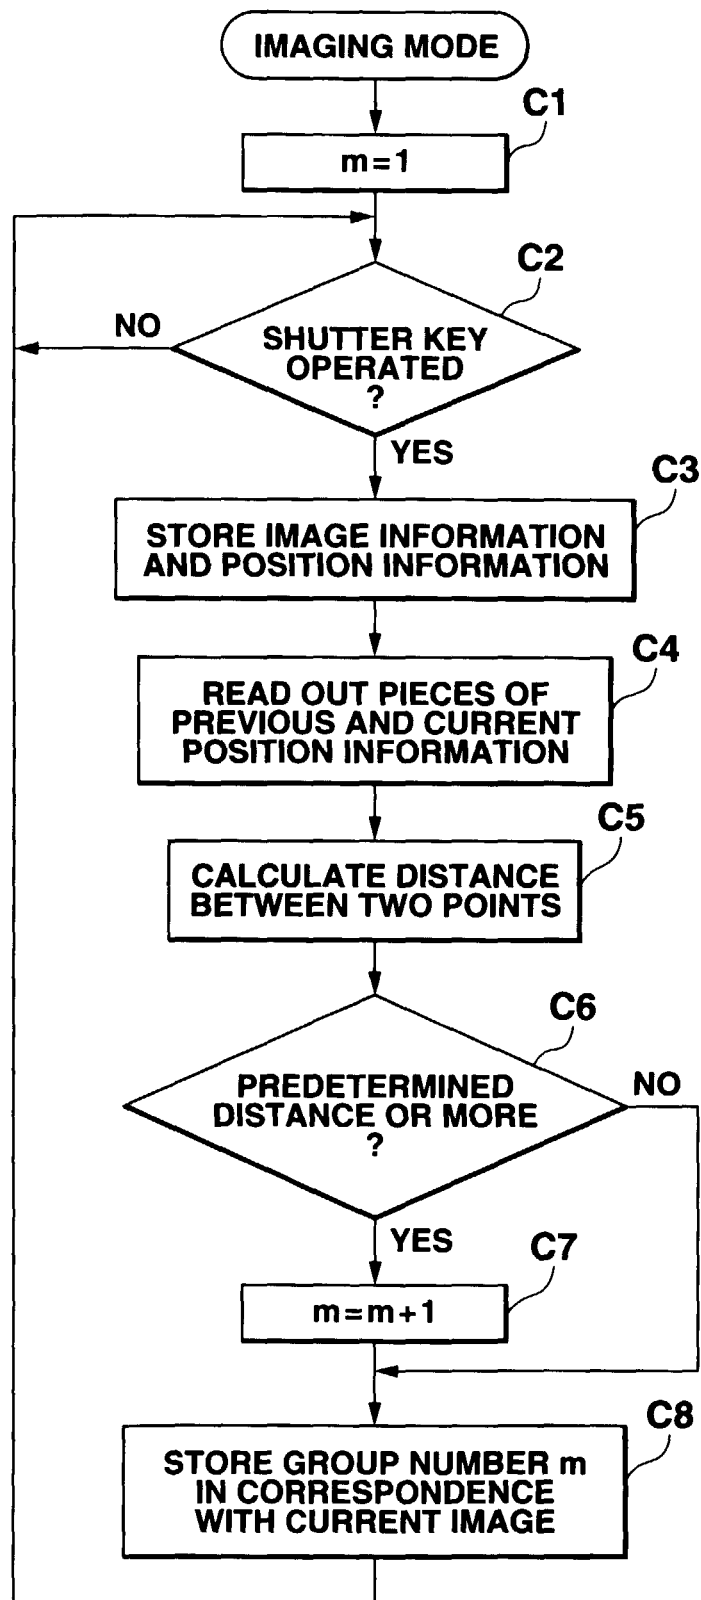 IMAGING MODE
C1
m=1
C2
NO
SHUTTER KEY
OPERATED
?
YES
C3
STORE IMAGE INFORMATION
AND POSITION INFORMATION
C4
READ OUT PIECES OF
PREVIOUS AND CURRENT
POSITION INFORMATION
C5
CALCULATE DISTANCE
BETWEEN TWO POINTS
C6
PREDETERMINED
DISTANCE OR MORE
?
NO
YES
C7
m=m+1
C8
STORE GROUP NUMBER m
IN CORRESPONDENCE
WITH CURRENT IMAGE